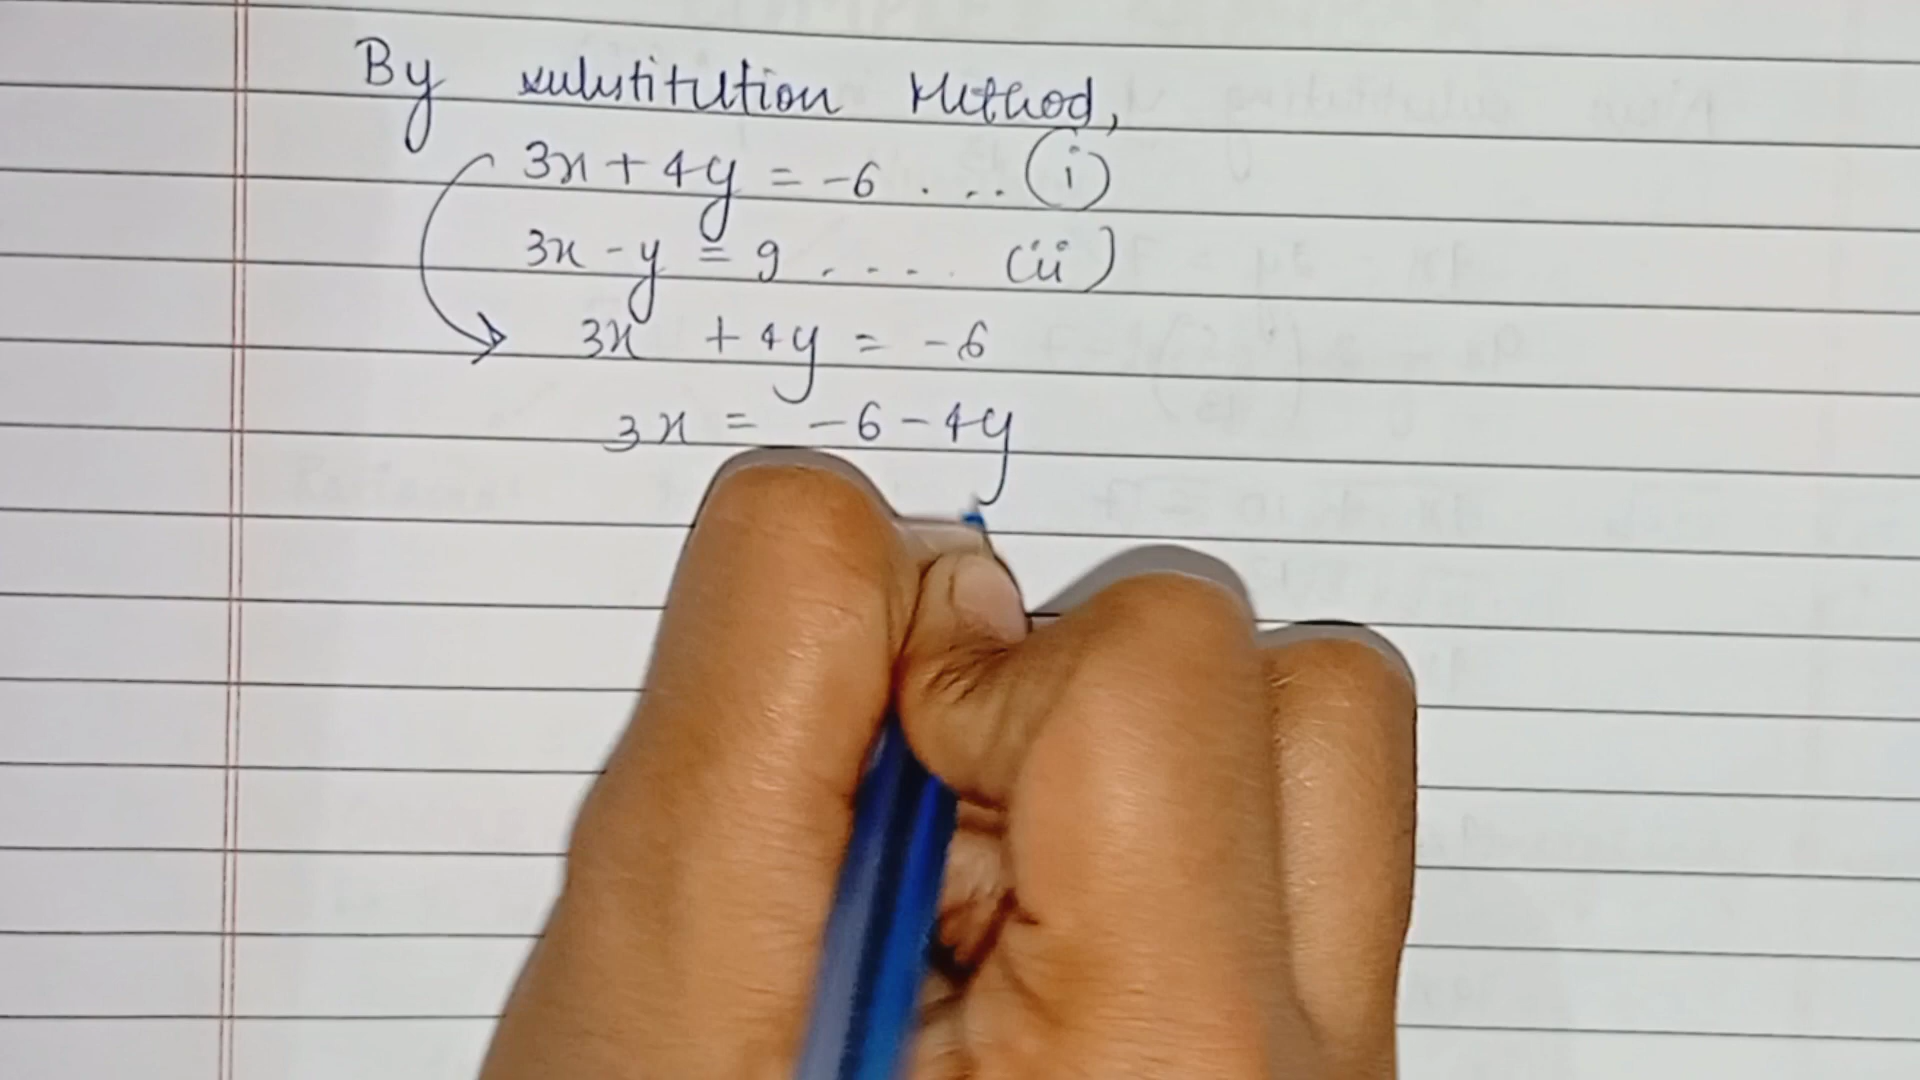 By substitution Method,
3x + 4y = -6 . ... (i)
3x - y = 9 .... (ii)
3x + 4y = -6
3x = -6 - 4y